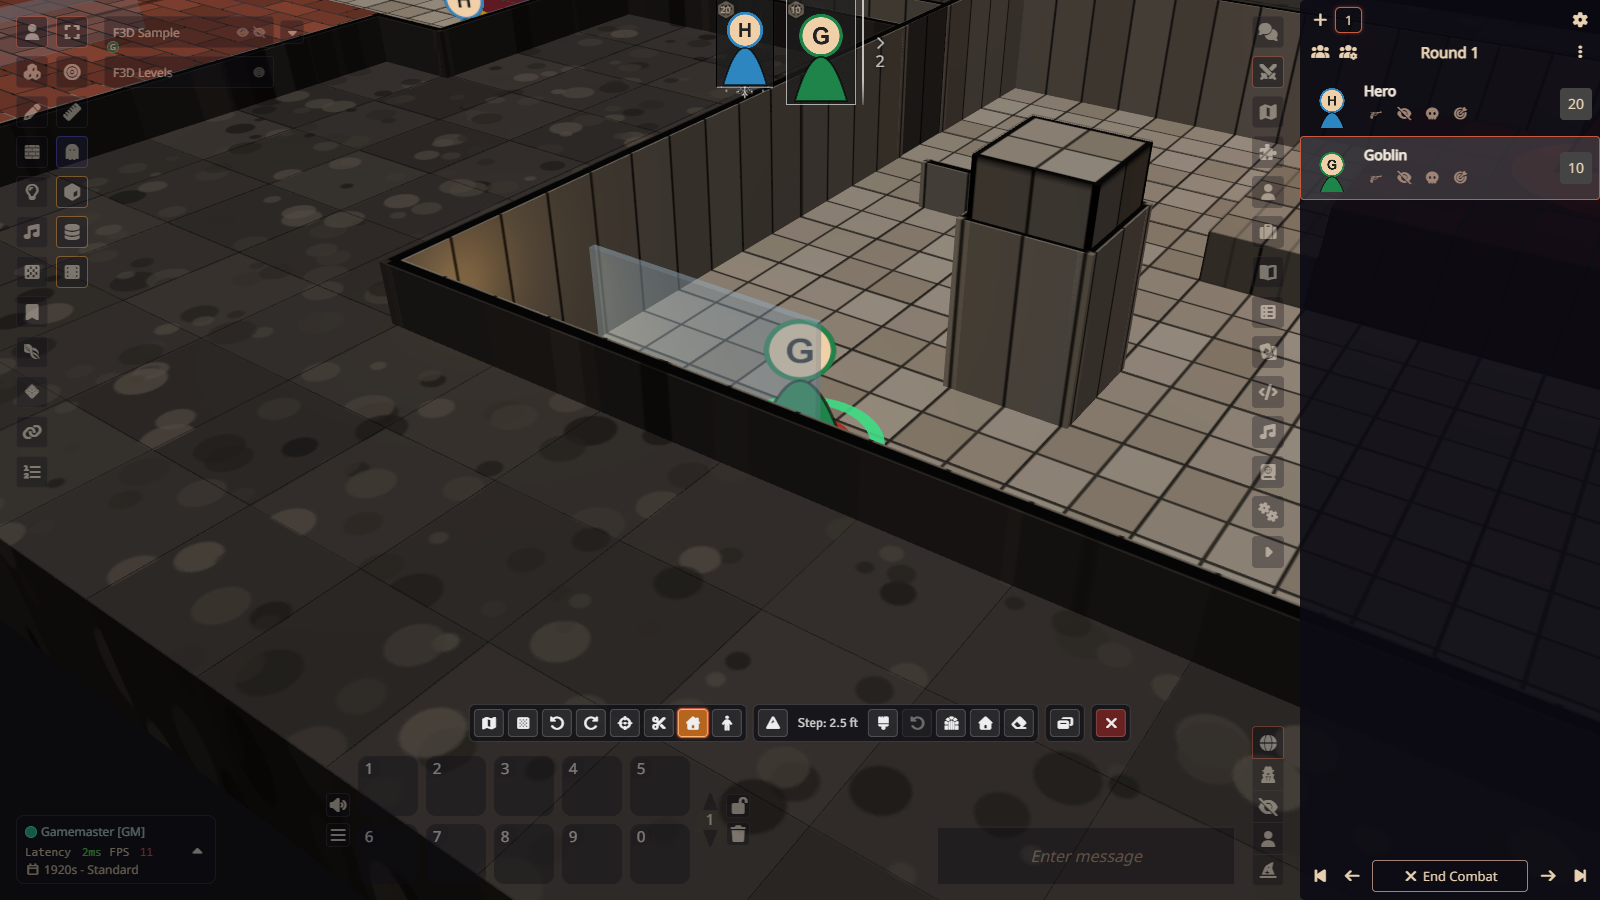 F3D Sample
G
F3D Levels
H
20
H
10
G
2
1
Round 1
H
Hero
20
G
Goblin
10
G
Step: 2.5 ft
1
2
3
4
5
6
7
8
9
0
1
Gamemaster [GM]
Latency 2ms FPS 11
1920s - Standard
Enter message
End Combat